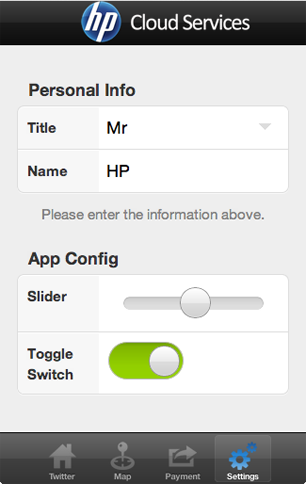 hp Cloud Services
Personal Info
Title Mr
Name HP
Please enter the information above.
App Config
Slider
Toggle
Switch
Twitter Map Payment Settings